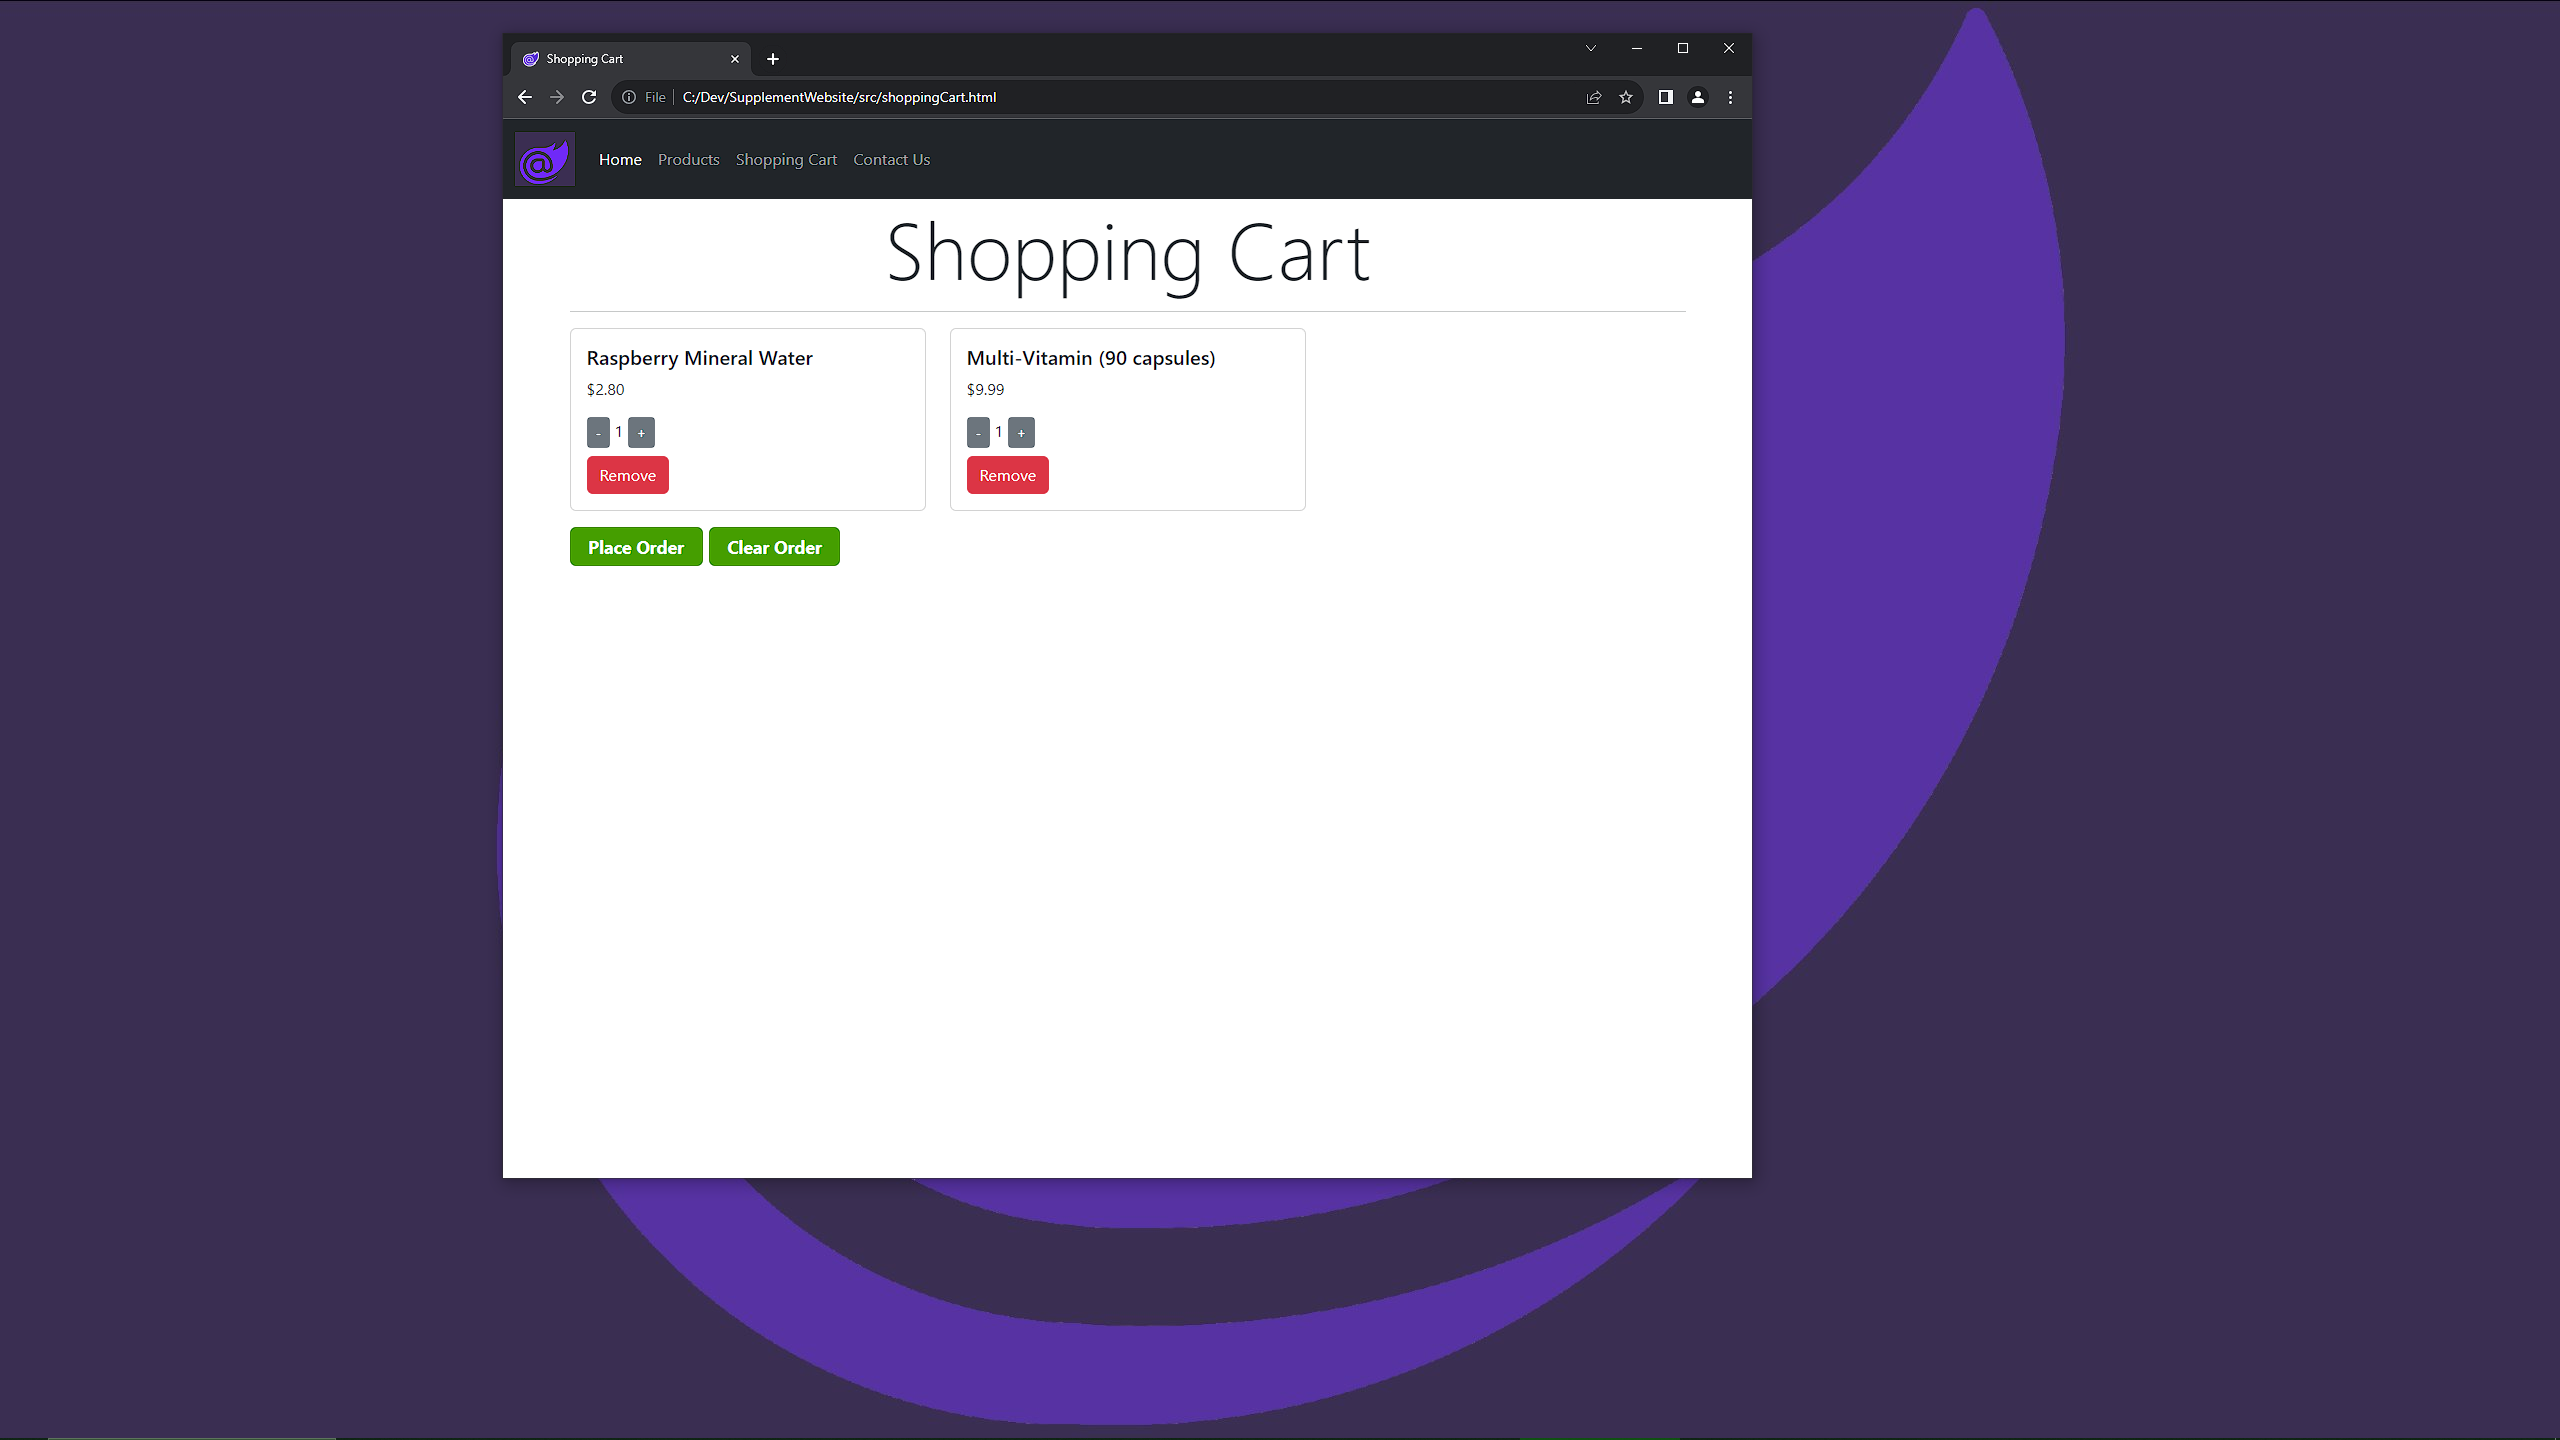 Shopping Cart
File C:/Dev/SupplementWebsite/src/shoppingCart.html
@ Home Products Shopping Cart Contact Us
Shopping Cart
Raspberry Mineral Water
$2.80
- 1 +
Remove
Multi-Vitamin (90 capsules)
$9.99
- 1 +
Remove
Place Order Clear Order